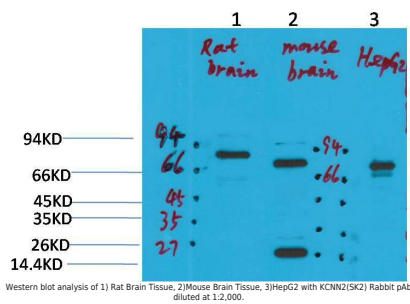 1 2 3
Rat brain
mouse brain
HepG2
94KD
66KD
45KD
35KD
26KD
14.4KD
94
66
45
35
27
94
66
Western blot analysis of 1) Rat Brain Tissue, 2)Mouse Brain Tissue, 3)HepG2 with KCNN2(SK2) Rabbit pAb
diluted at 1:2,000.